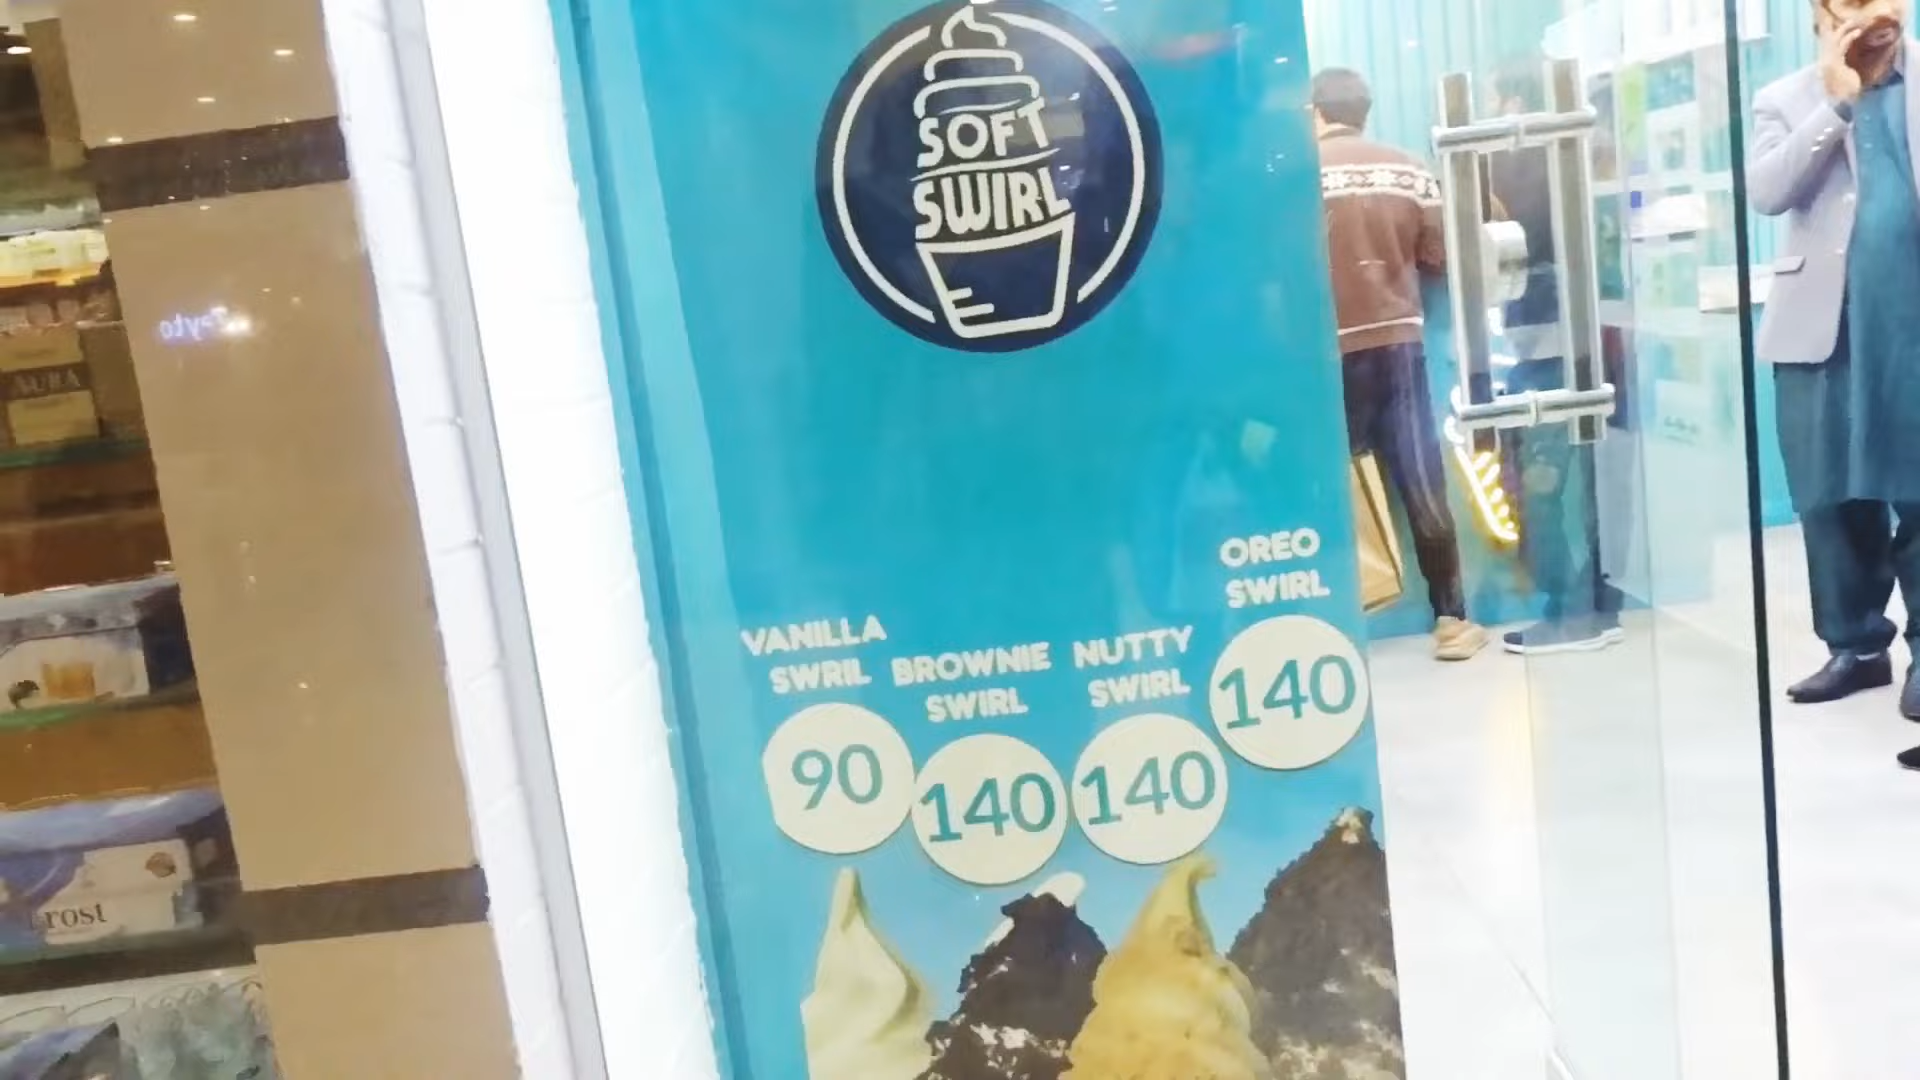 SOFT
SWIRL
OREO
SWIRL
140
VANILLA
SWRIL
90
BROWNIE
SWIRL
140
NUTTY
SWIRL
140
AURA
rost